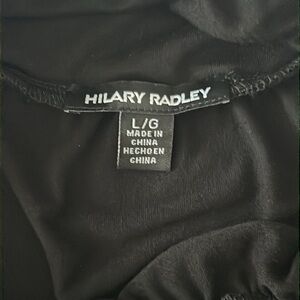 HILARY RADLEY
L/G
MADE IN
CHINA
HECHO EN
CHINA